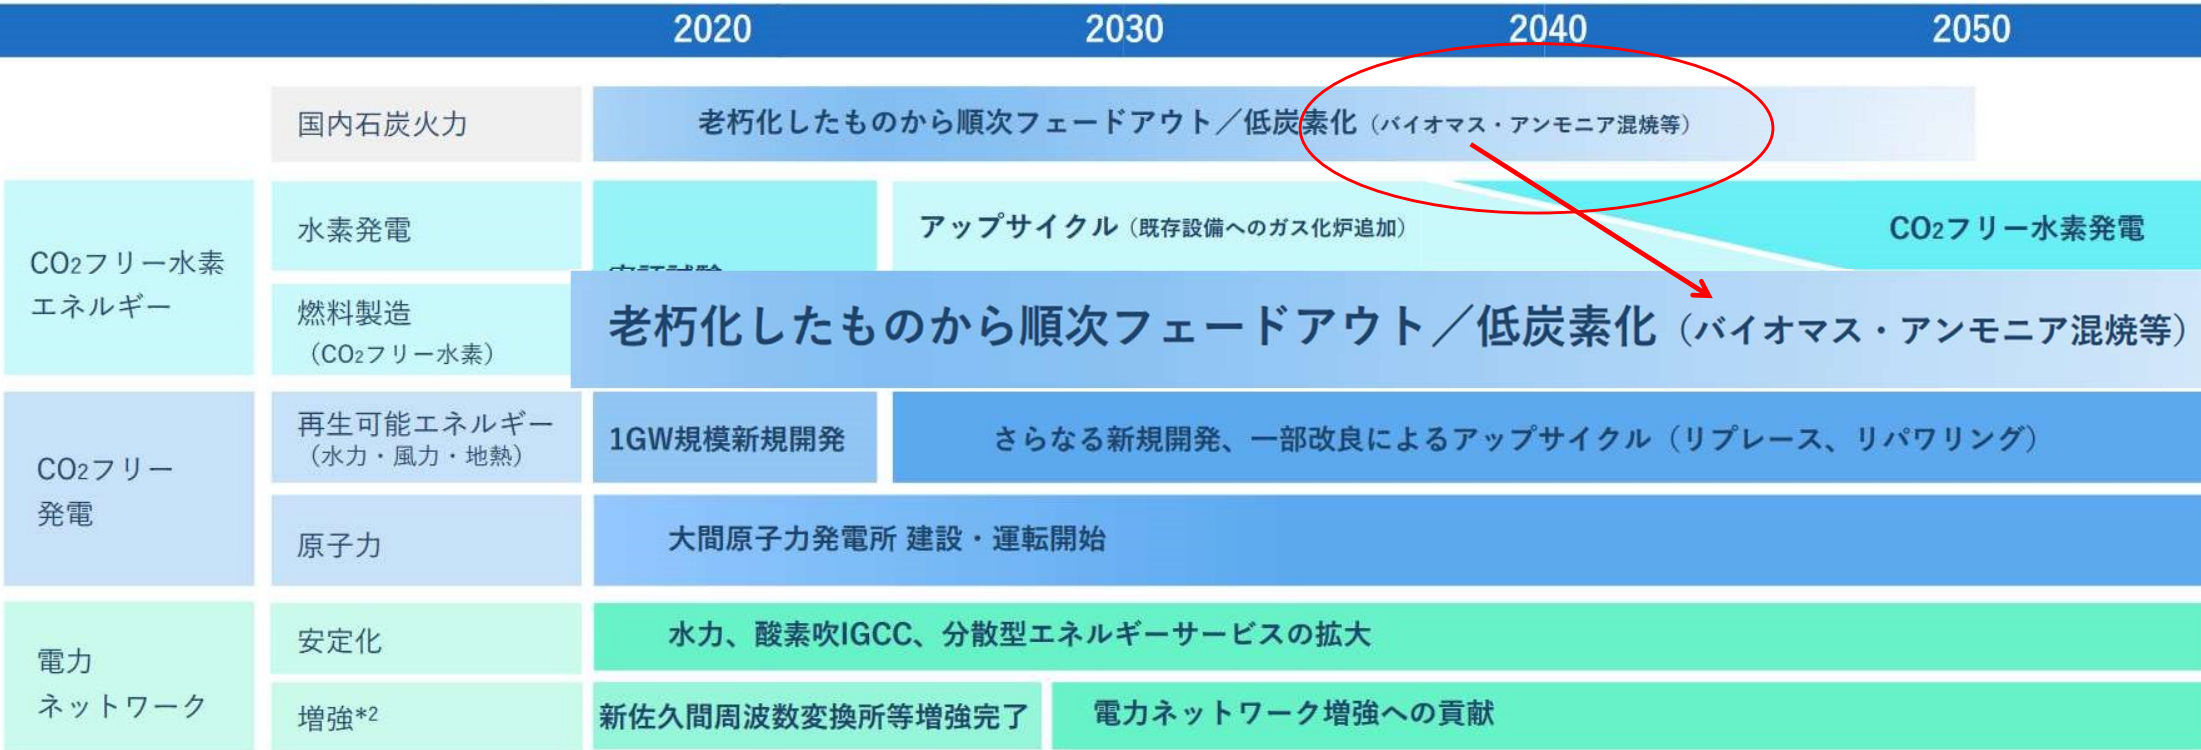 2020 2030 2040 2050
国内石炭火力
老朽化したものから順次フェードアウト／低炭素化（バイオマス・アンモニア混焼等）
CO2フリー水素
エネルギー
水素発電
アップサイクル（既存設備へのガス化炉追加）
CO2フリー水素発電
燃料製造
（CO2フリー水素）
老朽化したものから順次フェードアウト／低炭素化（バイオマス・アンモニア混焼等）
CO2フリー
発電
再生可能エネルギー
（水力・風力・地熱）
1GW規模新規開発
さらなる新規開発、一部改良によるアップサイクル（リプレース、リパワリング）
原子力
大間原子力発電所 建設・運転開始
電力
ネットワーク
安定化
水力、酸素吹IGCC、分散型エネルギーサービスの拡大
増強*2
新佐久間周波数変換所等増強完了
電力ネットワーク増強への貢献